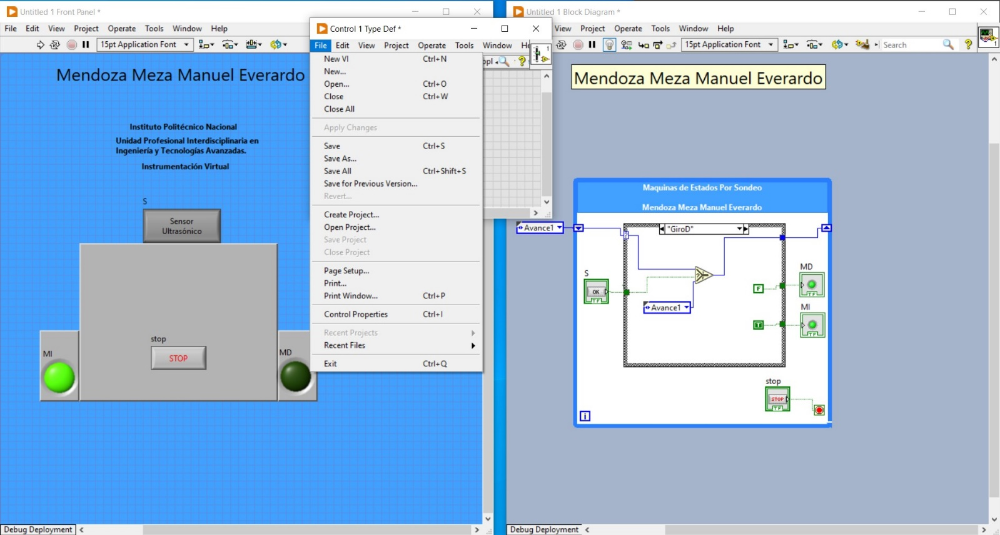 Untitled 1 Front Panel *
File Edit View Project Operate Tools Window Help
15pt Application Font
Mendoza Meza Manuel Everardo
Instituto Politécnico Nacional
Unidad Profesional Interdisciplinaria en
Ingeniería y Tecnologías Avanzadas.
Instrumentación Virtual
S
Sensor
Ultrasónico
stop
STOP
MI
MD
Debug Deployment
Control 1 Type Def *
File Edit View Project Operate Tools Window He
1
ppl
New VI Ctrl+N
New...
Open... Ctrl+O
Close Ctrl+W
Close All
Apply Changes
Save Ctrl+S
Save As...
Save All Ctrl+Shift+S
Save for Previous Version...
Revert...
Create Project...
Open Project...
Save Project
Close Project
Page Setup...
Print...
Print Window... Ctrl+P
Control Properties Ctrl+I
Recent Projects
Recent Files
Exit Ctrl+Q
Untitled 1 Block Diagram *
View Project Operate Tools Window Help
15pt Application Font
Search
1
Mendoza Meza Manuel Everardo
Maquinas de Estados Por Sondeo
Mendoza Meza Manuel Everardo
Avance1
"GiroD"
S
OK
TF
?
Avance1
F
T
MD
TF
MI
TF
stop
STOP
TF
i
Debug Deployment